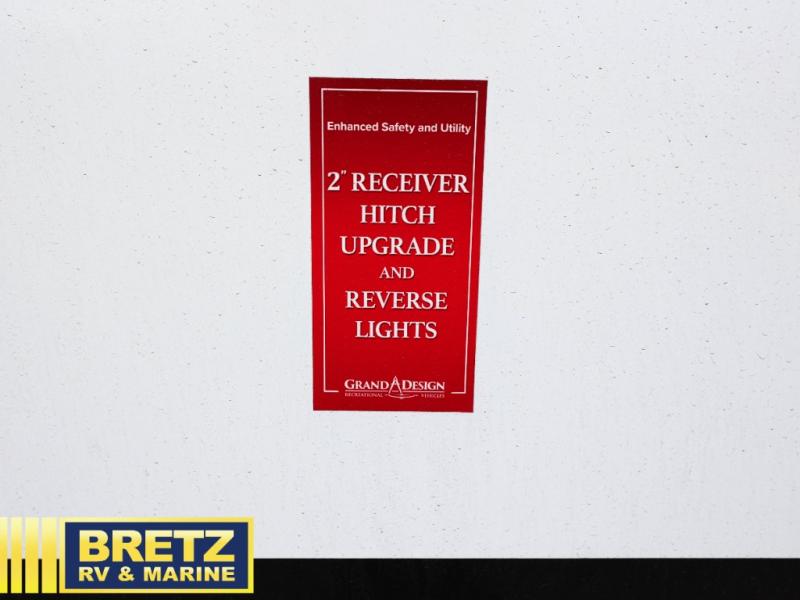 Enhanced Safety and Utility
2" RECEIVER
HITCH
UPGRADE
AND
REVERSE
LIGHTS
GRAND DESIGN
RECREATIONAL VEHICLES
BRETZ
RV & MARINE